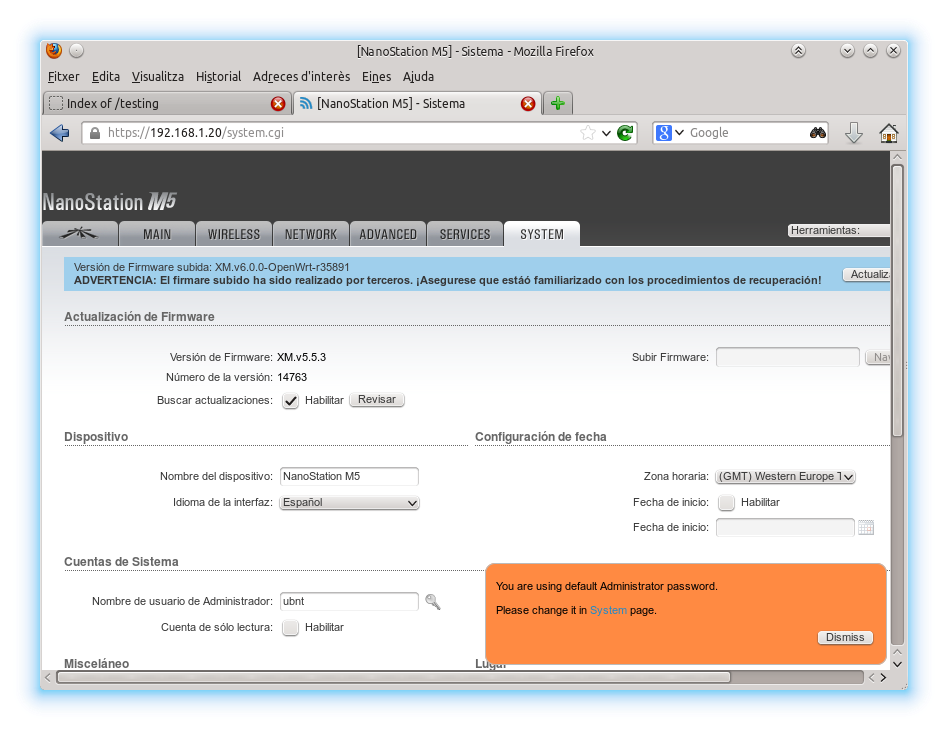 [NanoStation M5] - Sistema - Mozilla Firefox
Fitxer Edita Visualitza Historial Adreces d'interès Eines Ajuda
Index of /testing [NanoStation M5] - Sistema
https://192.168.1.20/system.cgi Google
NanoStation M5
MAIN WIRELESS NETWORK ADVANCED SERVICES SYSTEM Herramientas:
Versión de Firmware subida: XM.v6.0.0-OpenWrt-r35891
ADVERTENCIA: El firmare subido ha sido realizado por terceros. ¡Asegurese que estáó familiarizado con los procedimientos de recuperación! Actualiz
Actualización de Firmware
Versión de Firmware: XM.v5.5.3 Subir Firmware: Nav
Número de la versión: 14763
Buscar actualizaciones: Habilitar Revisar
Dispositivo Configuración de fecha
Nombre del dispositivo: NanoStation M5 Zona horaria: (GMT) Western Europe T
Idioma de la interfaz: Español Fecha de inicio: Habilitar
Fecha de inicio:
Cuentas de Sistema
You are using default Administrator password.
Nombre de usuario de Administrador: ubnt Please change it in System page.
Cuenta de sólo lectura: Habilitar Dismiss
Misceláneo Lugar